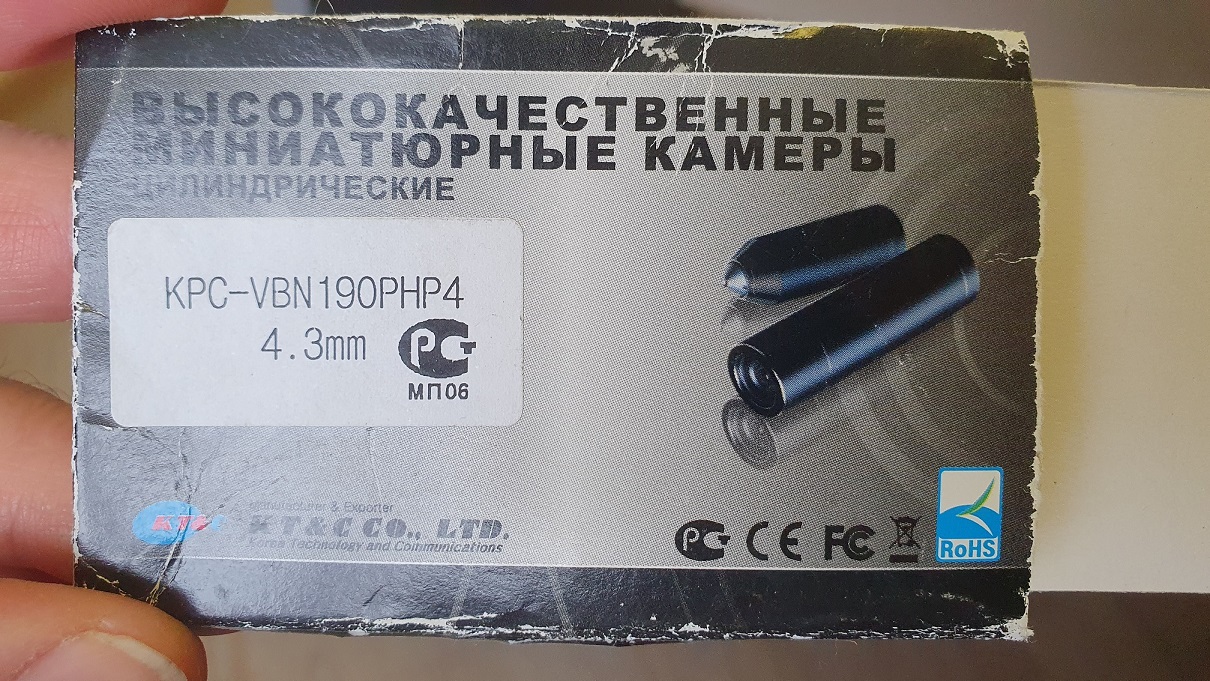 ВЫСОКОКАЧЕСТВЕННЫЕ
МИНИАТЮРНЫЕ КАМЕРЫ
ЦИЛИНДРИЧЕСКИЕ
KPC-VBN190PHP4
4.3mm
МП06
Manufacturer & Exporter
KT&C CO., LTD.
Korea Technology and Communications
РСТ CE FC
RoHS